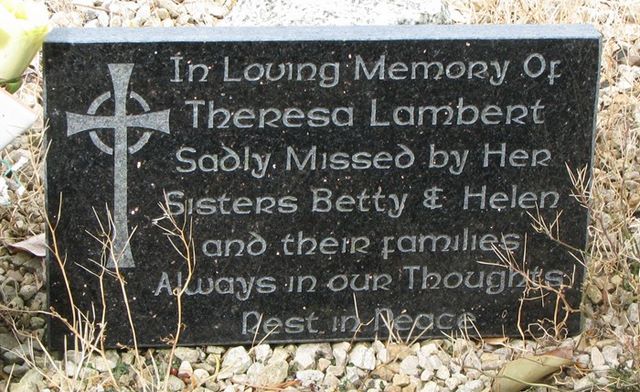 In Loving Memory Of
Theresa Lambert
Sadly Missed by Her
Sisters Betty & Helen
and their families
Always in our Thoughts
Rest in Peace